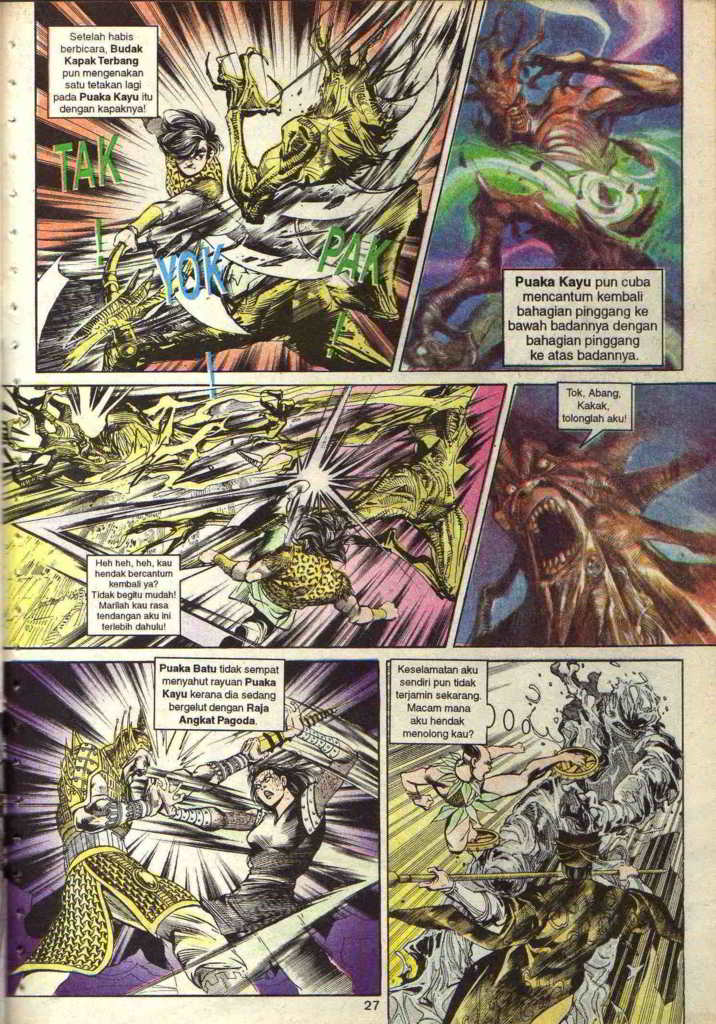 Setelah habis
berbicara, Budak
Kapak Terbang
pun mengenakan
satu tetakan lagi
pada Puaka Kayu itu
dengan kapaknya!
TAK
!
YOK
!
PAK
!
Puaka Kayu pun cuba
mencantum kembali
bahagian pinggang ke
bawah badannya dengan
bahagian pinggang
ke atas badannya.
Heh heh, heh, kau
hendak bercantum
kembali ya?
Tidak begitu mudah!
Marilah kau rasa
tendangan aku ini
terlebih dahulu!
Tok, Abang,
Kakak,
tolonglah aku!
Puaka Batu tidak sempat
menyahut rayuan Puaka
Kayu kerana dia sedang
bergelut dengan Raja
Angkat Pagoda.
Keselamatan aku
sendiri pun tidak
terjamin sekarang.
Macam mana
aku hendak
menolong kau?
27